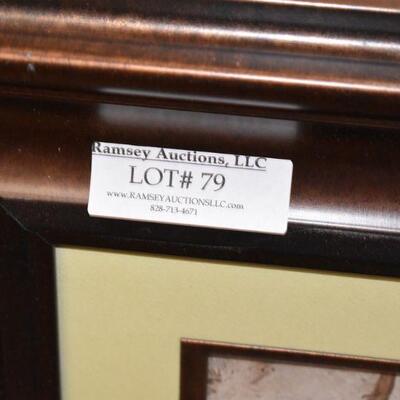 Ramsey Auctions, LLC
LOT# 79
www.RAMSEYAUCTIONSLLC.com
828-713-4671